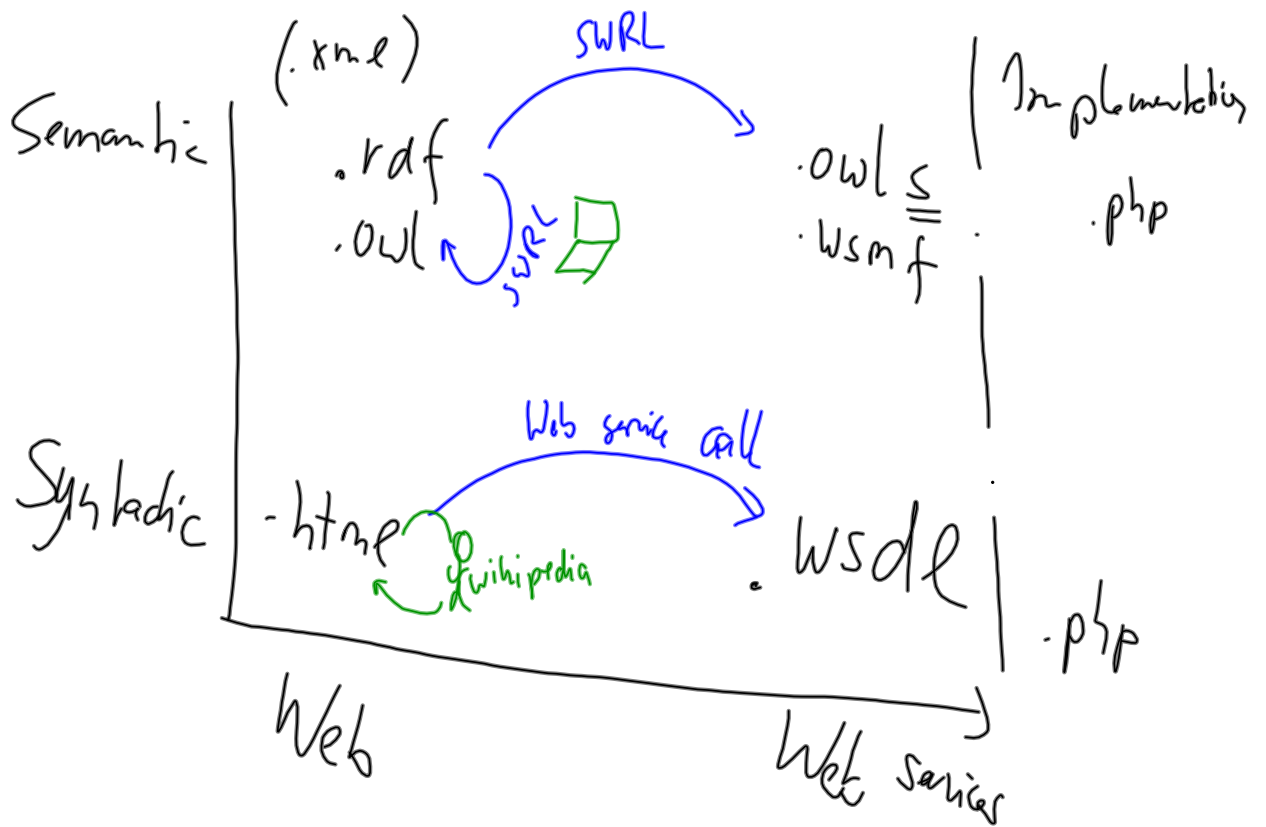 (.xml)
SWRL
Implementation
Semantic
.rdf
.owl s
.php
.owl
SWRL
.wsmf
Web service call
Syntactic
.html
wikipedia
.wsdl
.php
Web
Web services